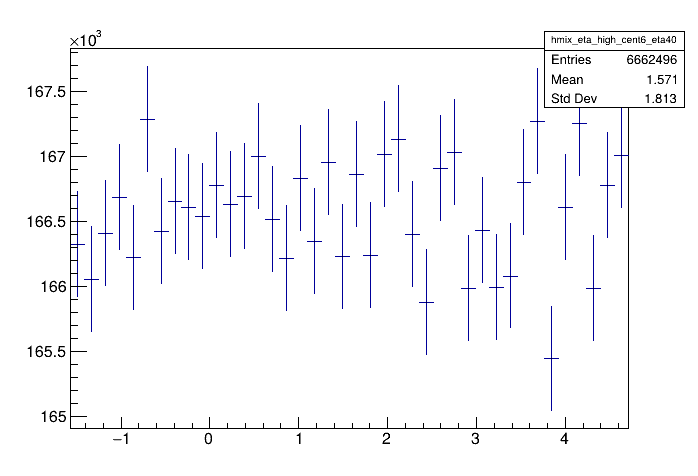 ×10³
hmix_eta_high_cent6_eta40
Entries 6662496
Mean 1.571
Std Dev 1.813
167.5
167
166.5
166
165.5
165
−1 0 1 2 3 4